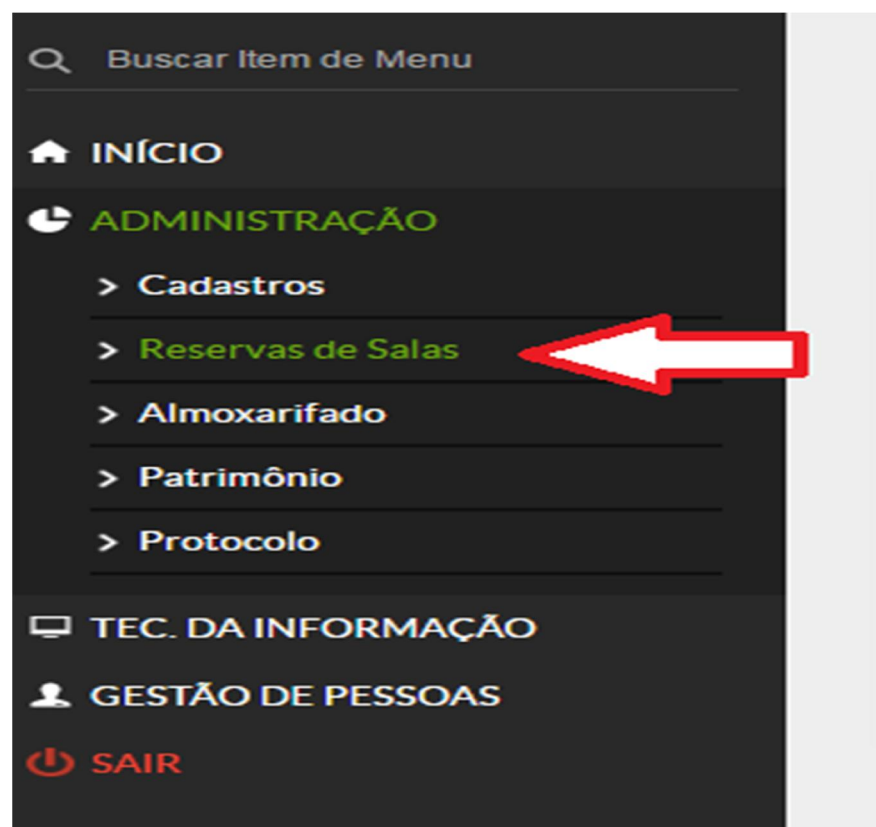 Buscar Item de Menu
INÍCIO
ADMINISTRAÇÃO
> Cadastros
> Reservas de Salas
> Almoxarifado
> Patrimônio
> Protocolo
TEC. DA INFORMAÇÃO
GESTÃO DE PESSOAS
SAIR